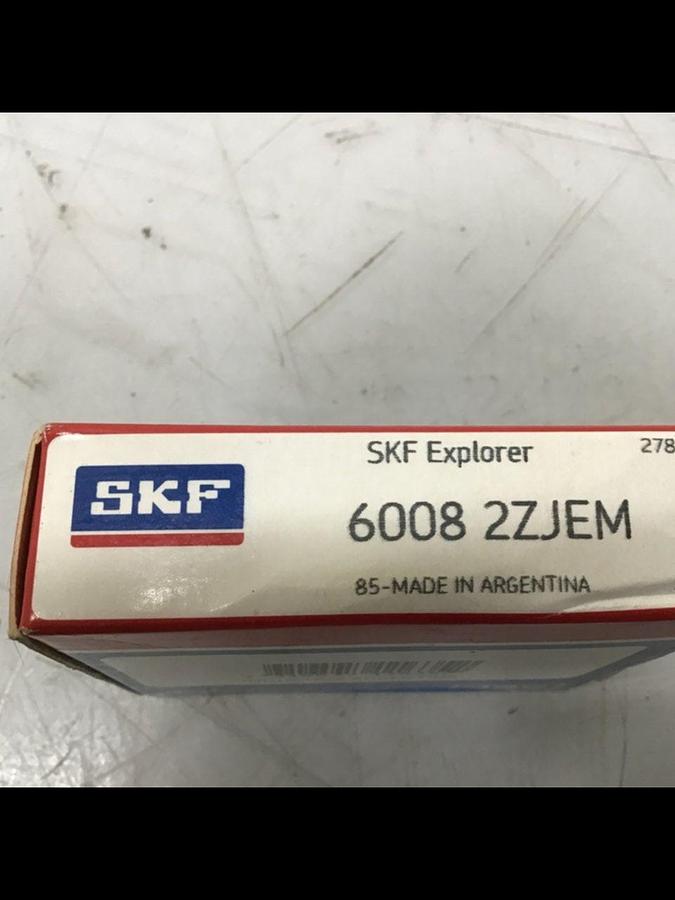 SKF
SKF Explorer
278
6008 2ZJEM
85-MADE IN ARGENTINA